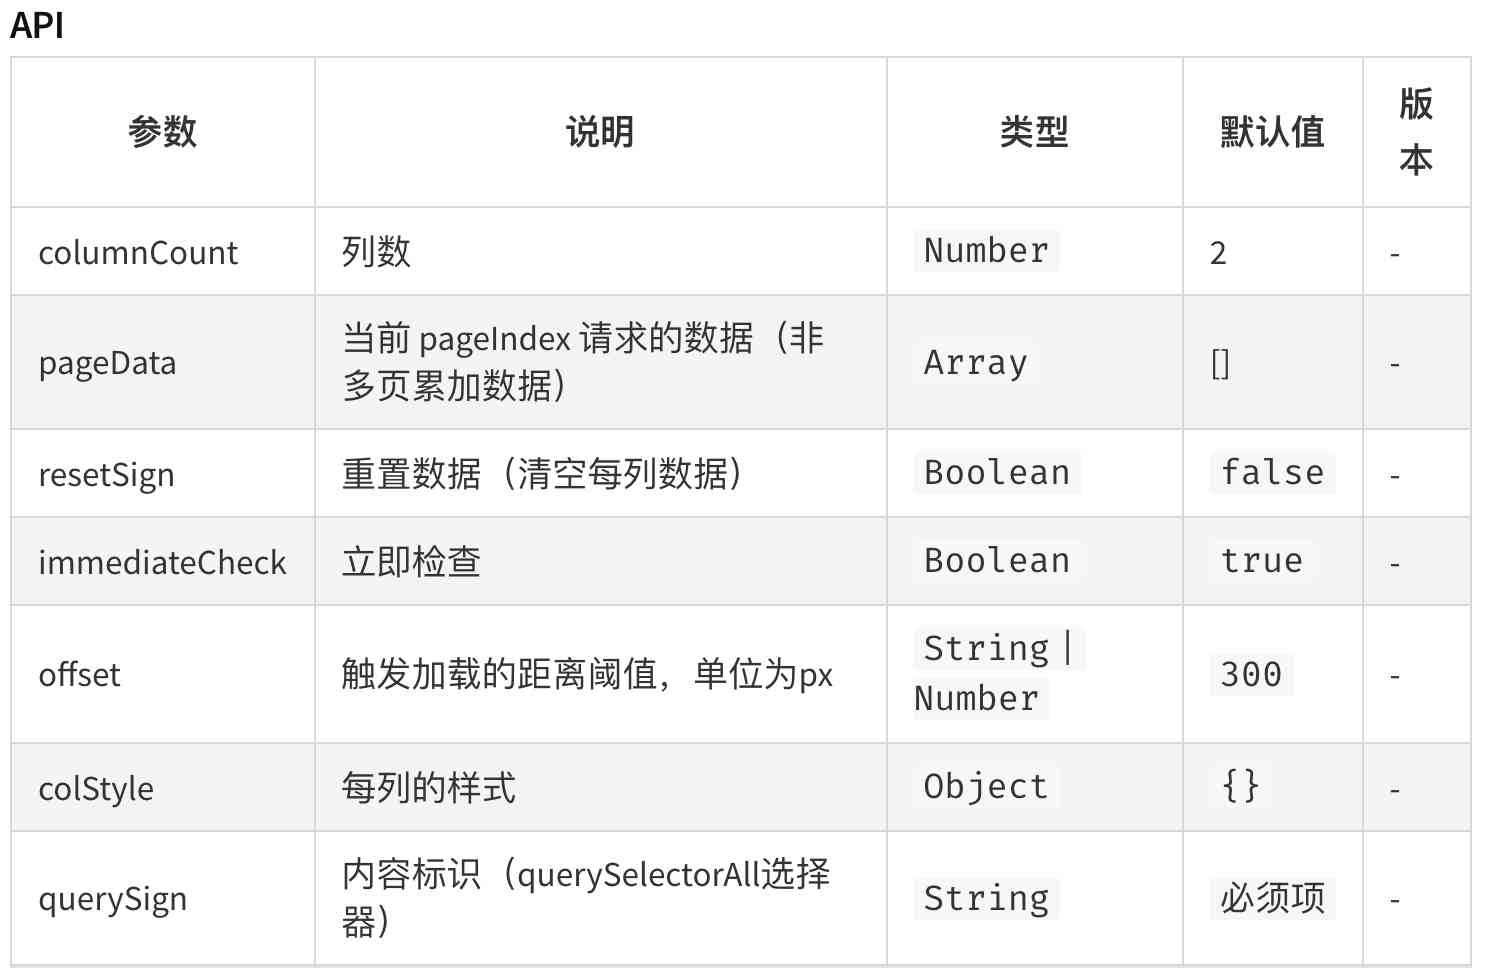 API
参数 说明 类型 默认值 版
本
columnCount 列数 Number 2 -
pageData 当前 pageIndex 请求的数据（非
多页累加数据） Array [] -
resetSign 重置数据（清空每列数据） Boolean false -
immediateCheck 立即检查 Boolean true -
offset 触发加载的距离阈值，单位为px String |
Number 300 -
colStyle 每列的样式 Object {} -
querySign 内容标识（querySelectorAll选择
器） String 必须项 -